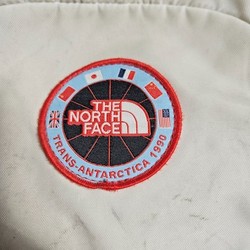 THE
NORTH
FACE
TRANS-ANTARCTICA 1990